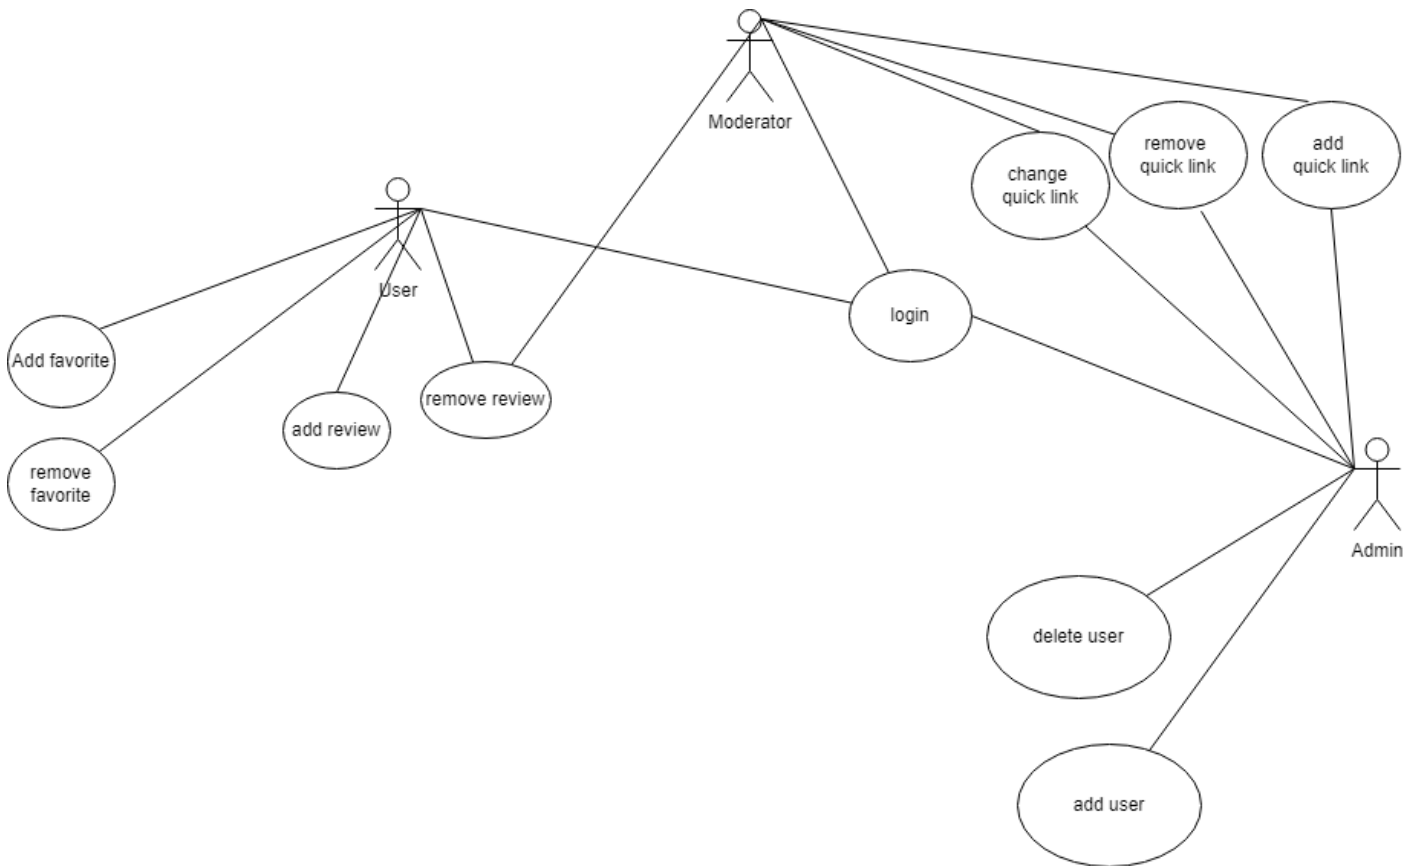 Moderator
remove
quick link
add
quick link
change
quick link
User
login
Add favorite
remove review
add review
remove
favorite
Admin
delete user
add user